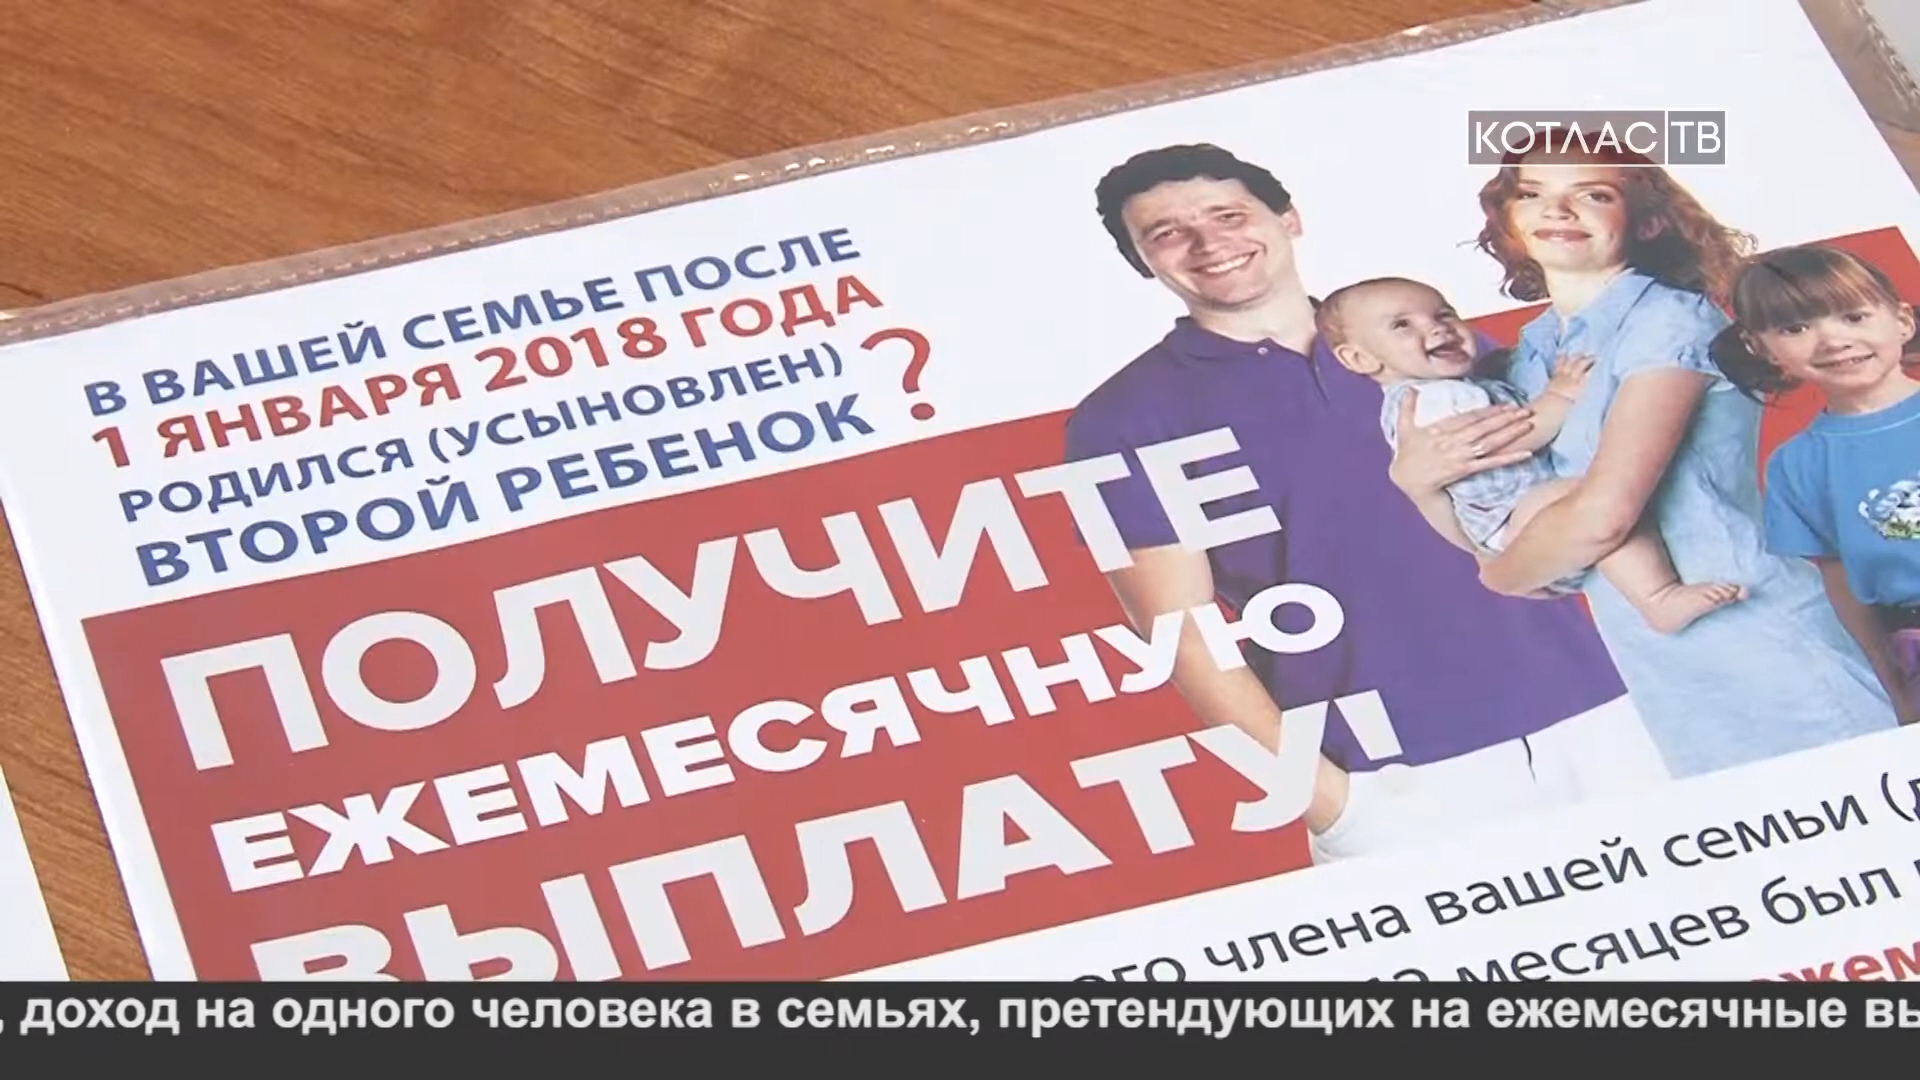 КОТЛАС ТВ
В ВАШЕЙ СЕМЬЕ ПОСЛЕ
1 ЯНВАРЯ 2018 ГОДА
РОДИЛСЯ (УСЫНОВЛЕН)
ВТОРОЙ РЕБЕНОК ?
ПОЛУЧИТЕ
ЕЖЕМЕСЯЧНУЮ
ВЫПЛАТУ!
члена вашей семьи
месяцев был
, доход на одного человека в семьях, претендующих на ежемесячные вы